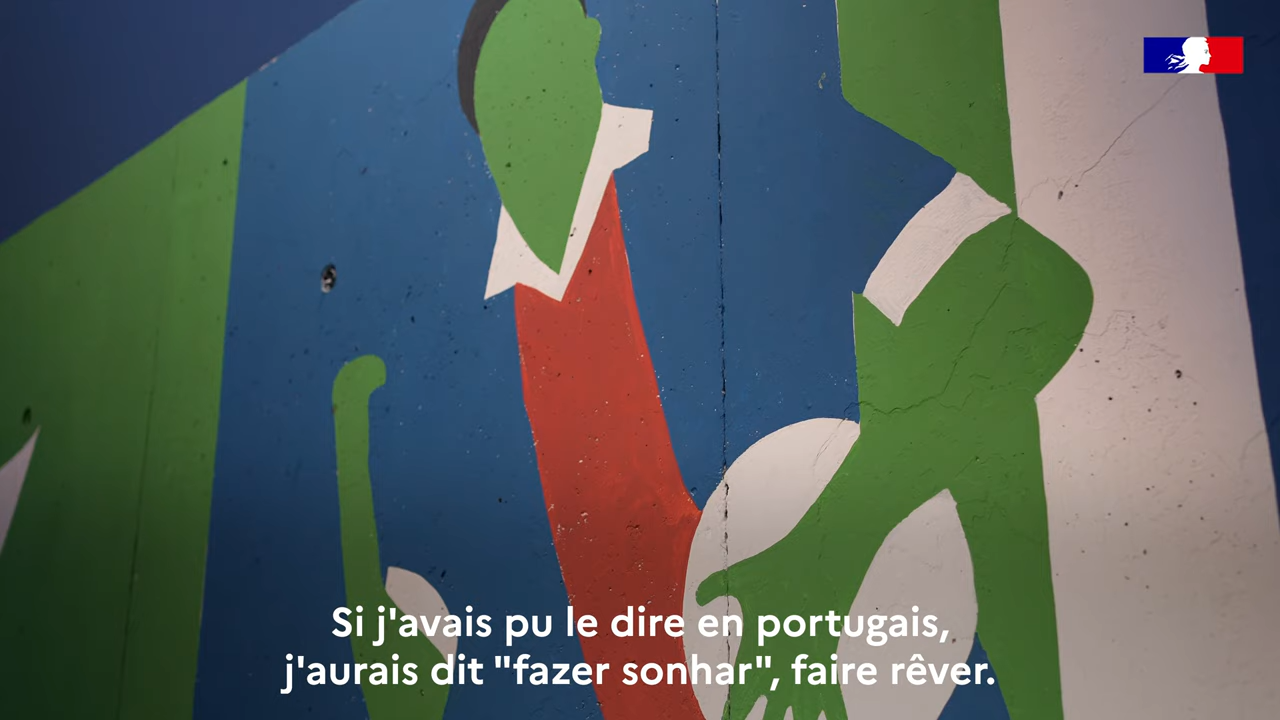 Si j'avais pu le dire en portugais,
j'aurais dit "fazer sonhar", faire rêver.